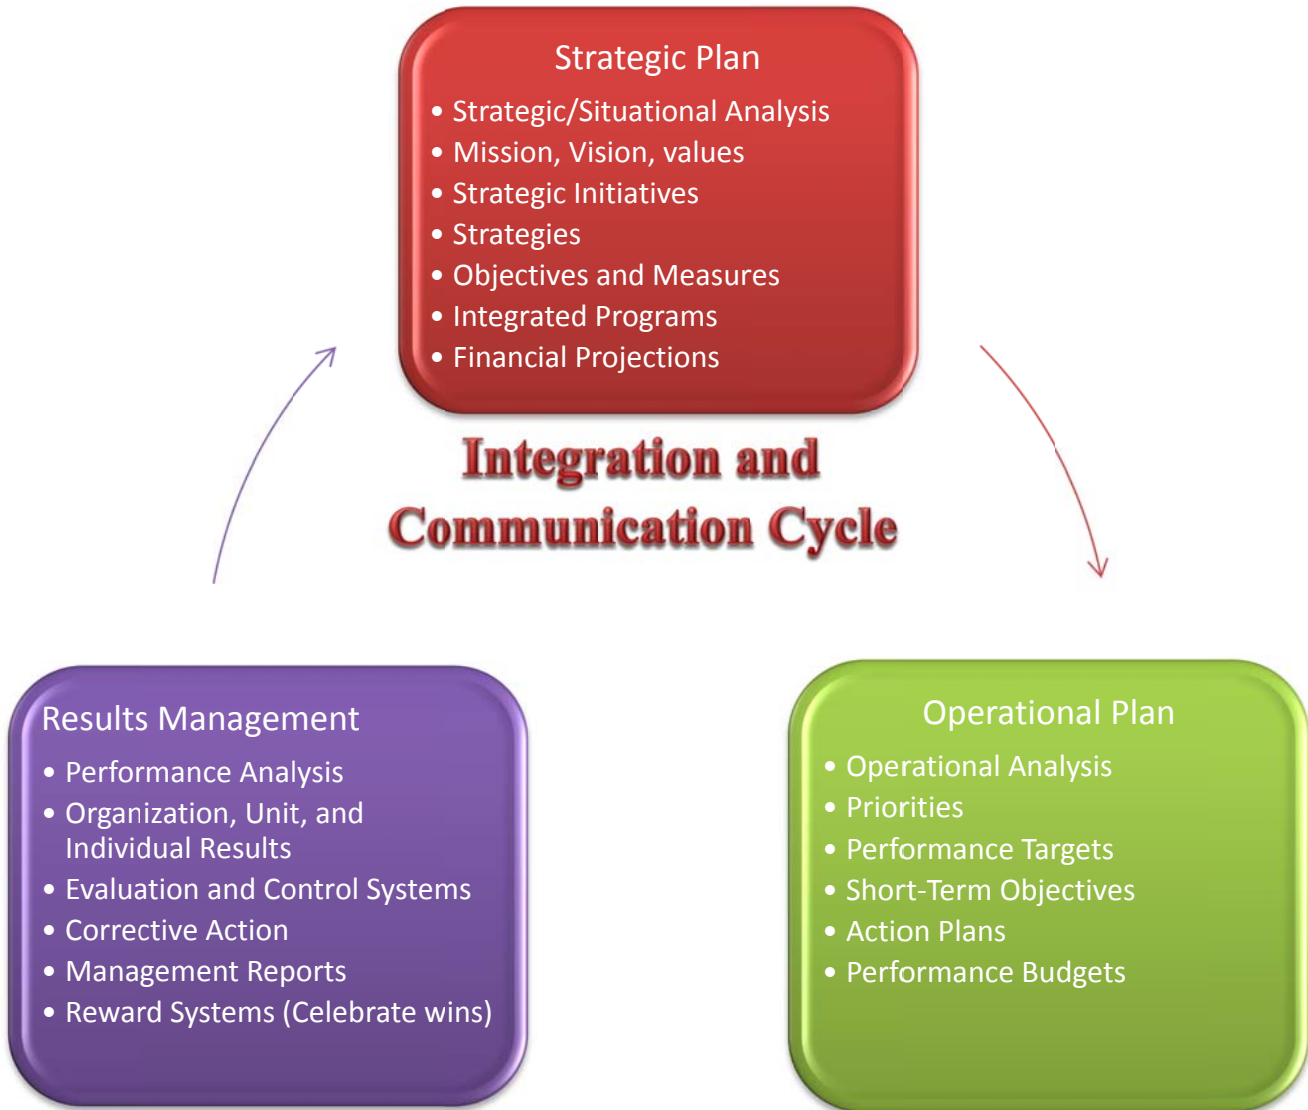 Strategic Plan
• Strategic/Situational Analysis
• Mission, Vision, values
• Strategic Initiatives
• Strategies
• Objectives and Measures
• Integrated Programs
• Financial Projections
Integration and
Communication Cycle
Results Management
• Performance Analysis
• Organization, Unit, and
Individual Results
• Evaluation and Control Systems
• Corrective Action
• Management Reports
• Reward Systems (Celebrate wins)
Operational Plan
• Operational Analysis
• Priorities
• Performance Targets
• Short-Term Objectives
• Action Plans
• Performance Budgets